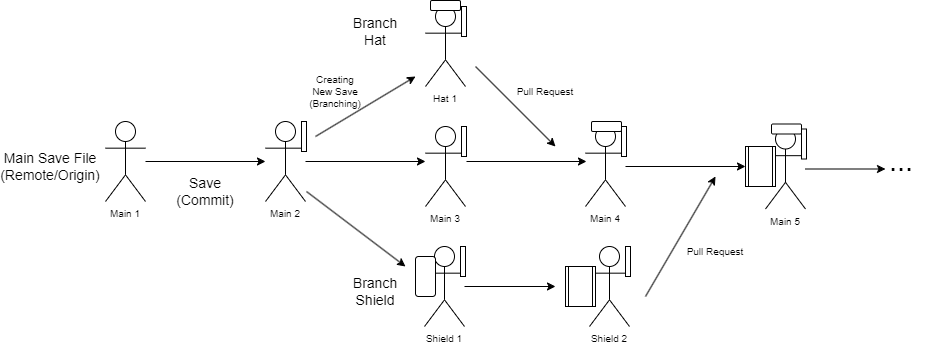 Branch
Hat
Creating
New Save
(Branching)
Hat 1
Pull Request
Main Save File
(Remote/Origin)
Main 1
Save
(Commit)
Main 2
Main 3
Main 4
Main 5
...
Pull Request
Branch
Shield
Shield 1
Shield 2